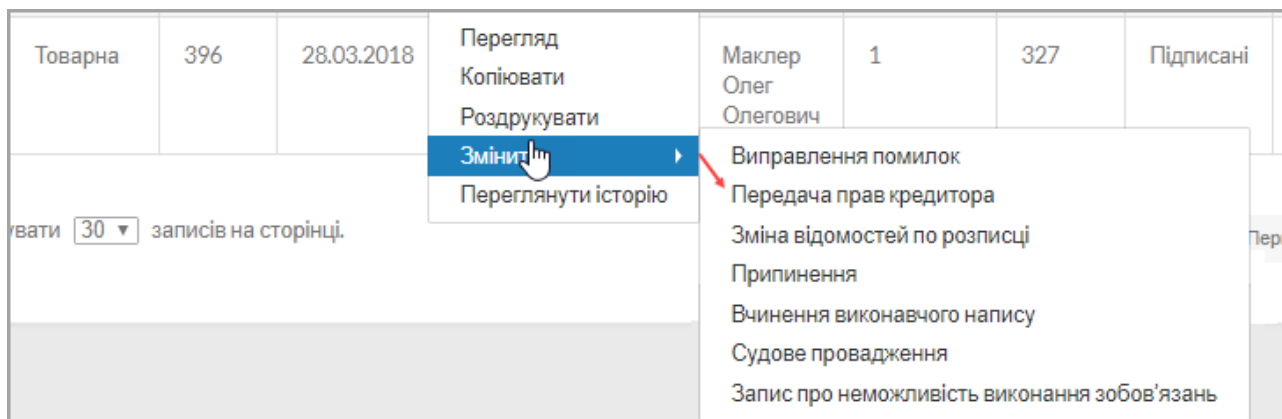 Товарна 396 28.03.2018 Маклер 1 327 Підписані
Олег
Олегович
Перегляд
Копіювати
Роздрукувати
Змінит
Переглянути історію
Виправлення помилок
Передача прав кредитора
Зміна відомостей по розписці
Припинення
Вчинення виконавчого напису
Судове провадження
Запис про неможливість виконання зобов'язань
30 записів на сторінці.